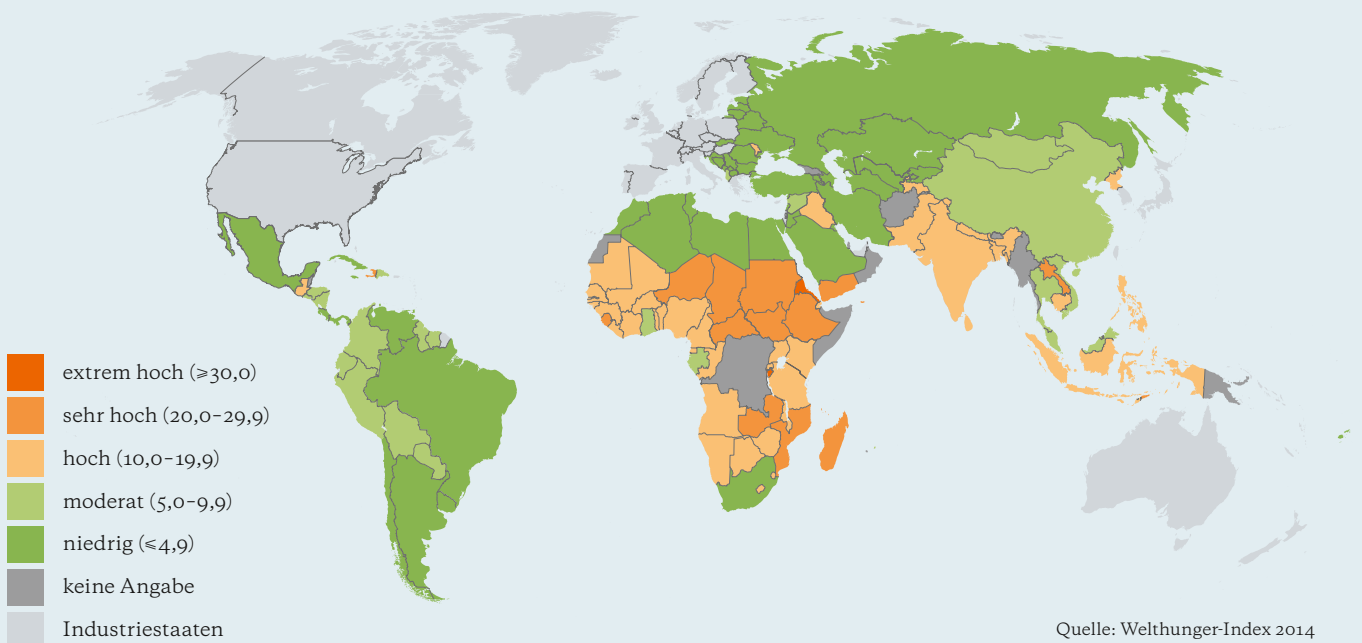 extrem hoch (≥30,0)
sehr hoch (20,0–29,9)
hoch (10,0–19,9)
moderat (5,0–9,9)
niedrig (≤4,9)
keine Angabe
Industriestaaten
Quelle: Welthunger-Index 2014